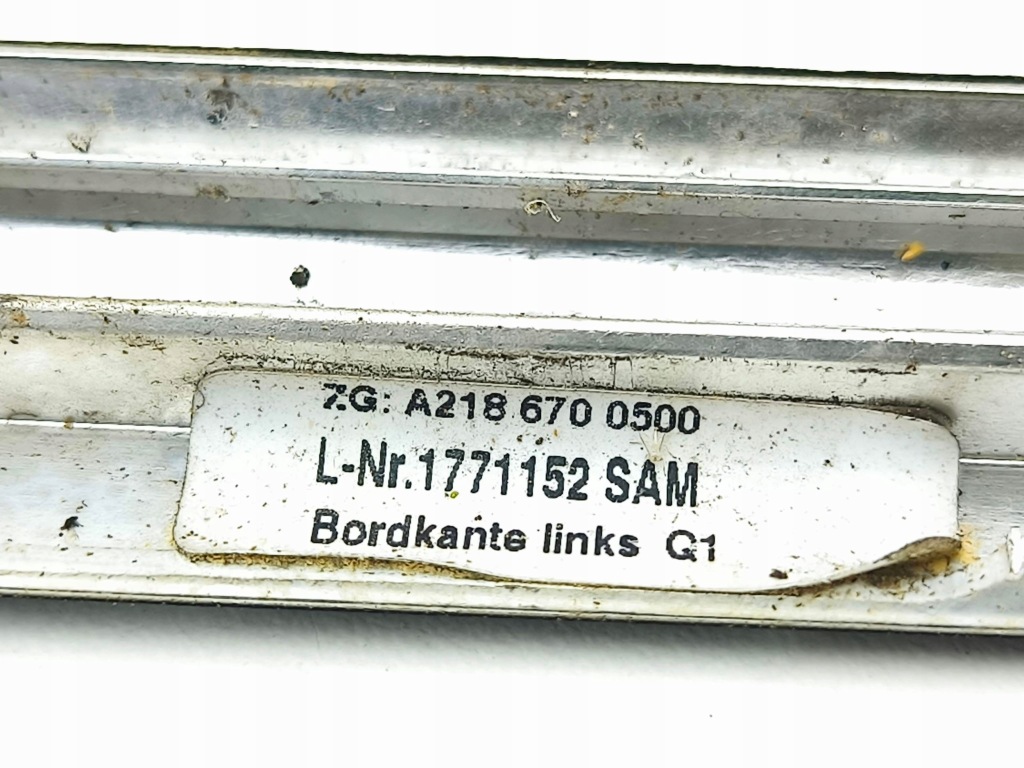 ZG: A218 670 0500
L-Nr.1771152 SAM
Bordkante links Q1